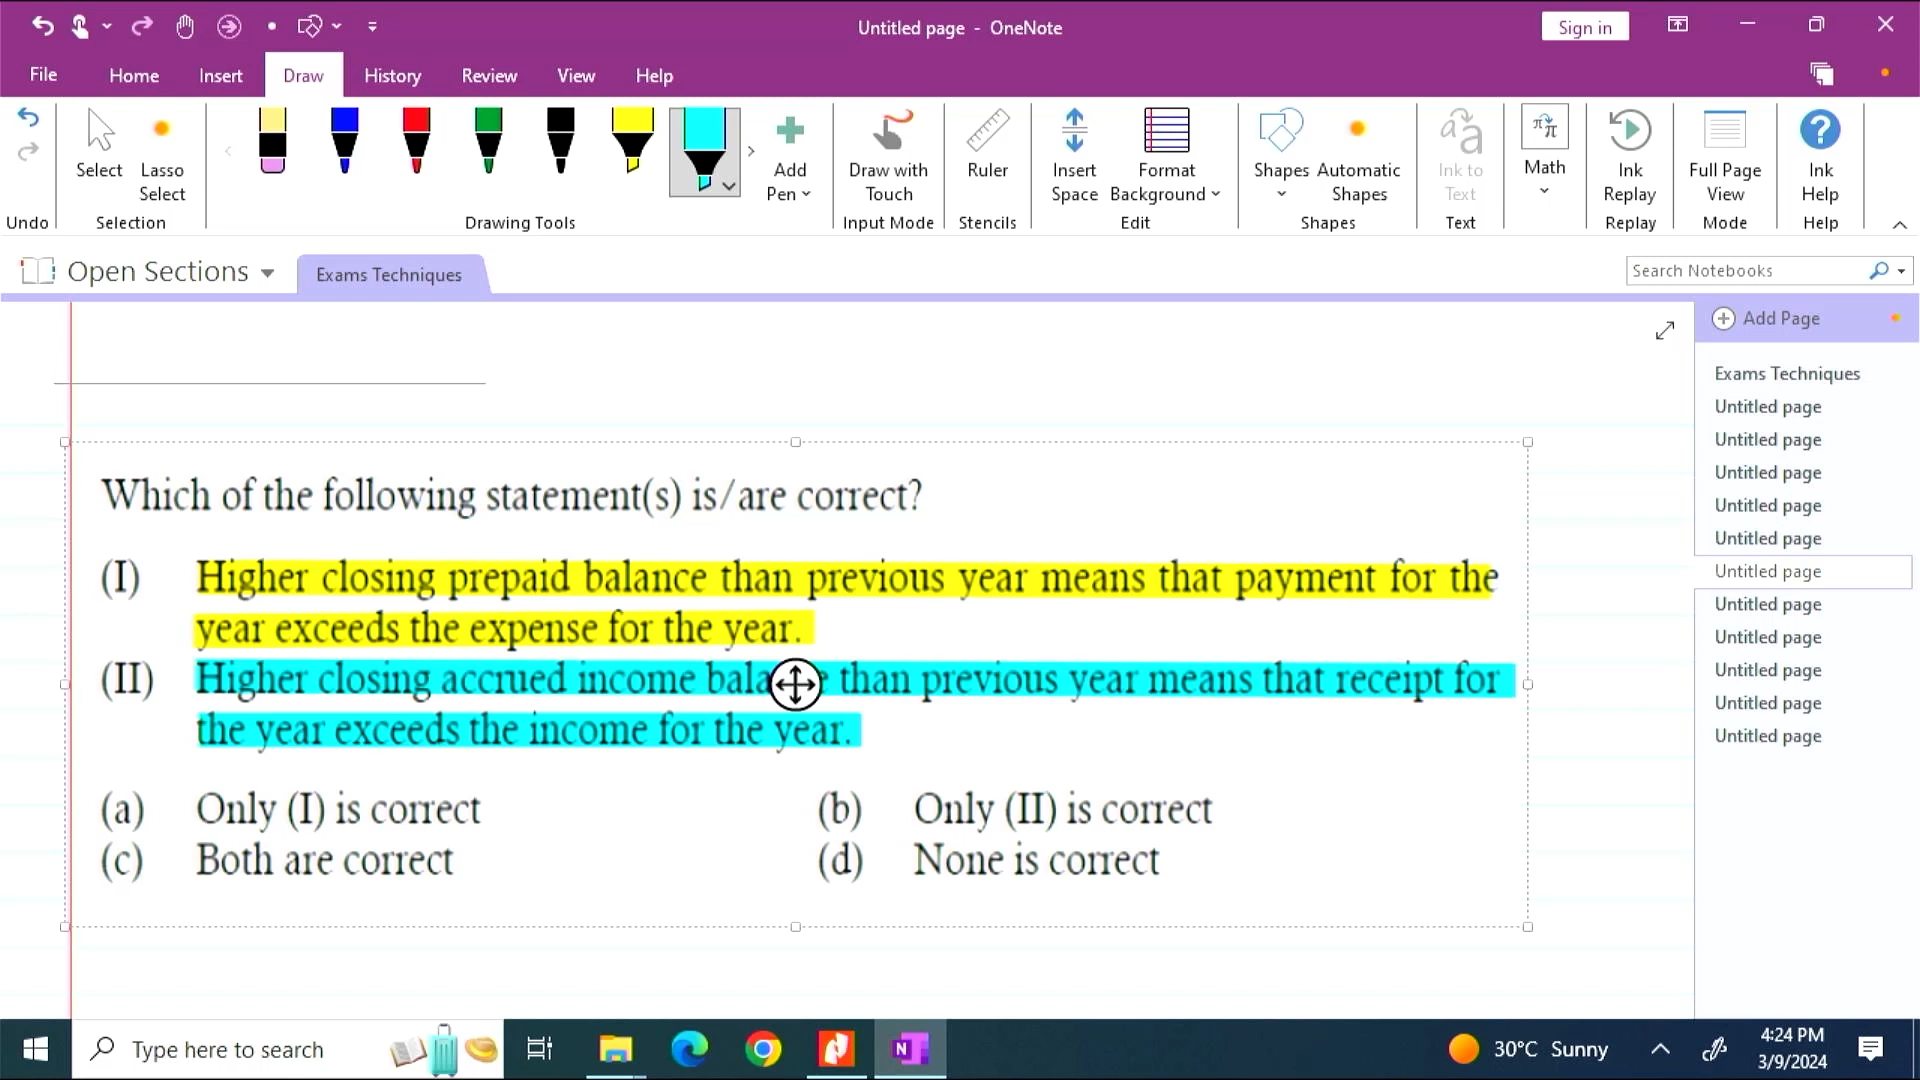 Untitled page - OneNote
Sign in
File Home Insert Draw History Review View Help
Select Lasso Select
Add Pen
Draw with Touch
Ruler
Insert Space
Format Background
Shapes Automatic Shapes
Ink to Text
Math
Ink Replay
Full Page View
Ink Help
Undo Selection Drawing Tools Input Mode Stencils Edit Shapes Text Replay Mode Help
Open Sections Exams Techniques Search Notebooks
Add Page
Exams Techniques
Untitled page
Untitled page
Untitled page
Untitled page
Untitled page
Untitled page
Untitled page
Untitled page
Untitled page
Untitled page
Untitled page
Which of the following statement(s) is/are correct?
(I) Higher closing prepaid balance than previous year means that payment for the
year exceeds the expense for the year.
(II) Higher closing accrued income balance than previous year means that receipt for
the year exceeds the income for the year.
(a) Only (I) is correct (b) Only (II) is correct
(c) Both are correct (d) None is correct
Type here to search
30°C Sunny
4:24 PM
3/9/2024